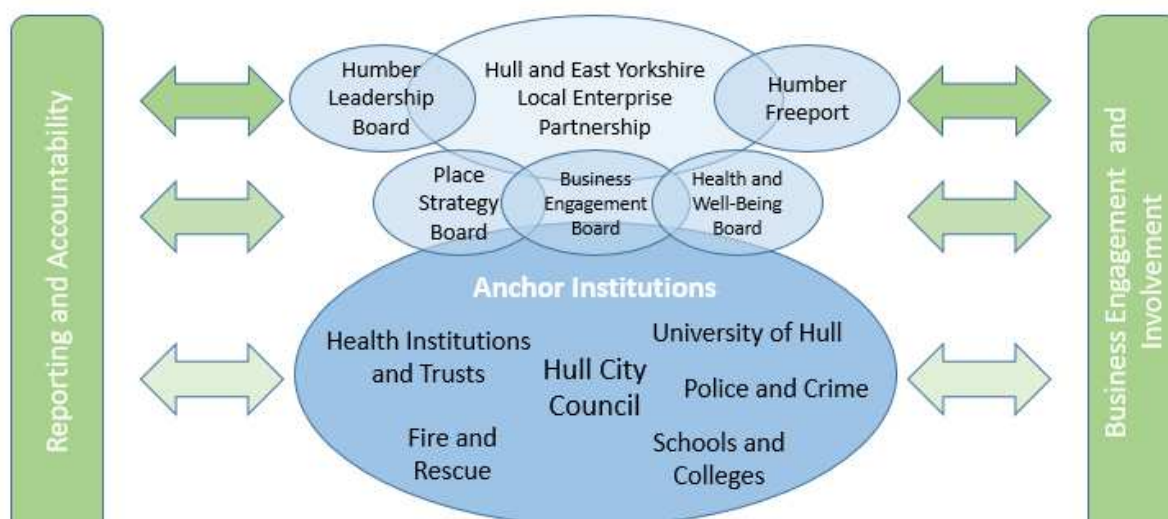 Reporting and Accountability
Humber
Leadership
Board
Hull and East Yorkshire
Local Enterprise
Partnership
Humber
Freeport
Place
Strategy
Board
Business
Engagement
Board
Health and
Well-Being
Board
Anchor Institutions
Health Institutions
and Trusts
University of Hull
Hull City
Council
Police and Crime
Fire and
Rescue
Schools and
Colleges
Business Engagement and
Involvement